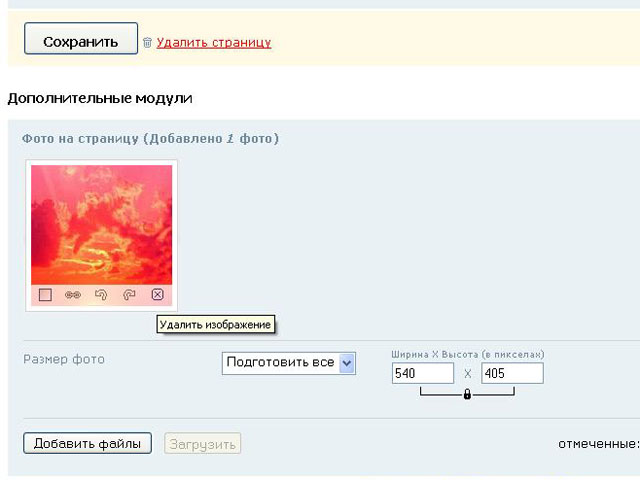 Сохранить Удалить страницу
Дополнительные модули
Фото на страницу (Добавлено 1 фото)
Удалить изображение
Размер фото
Подготовить все
Ширина X Высота (в пикселах)
540 X 405
Добавить файлы Загрузить отмеченные: